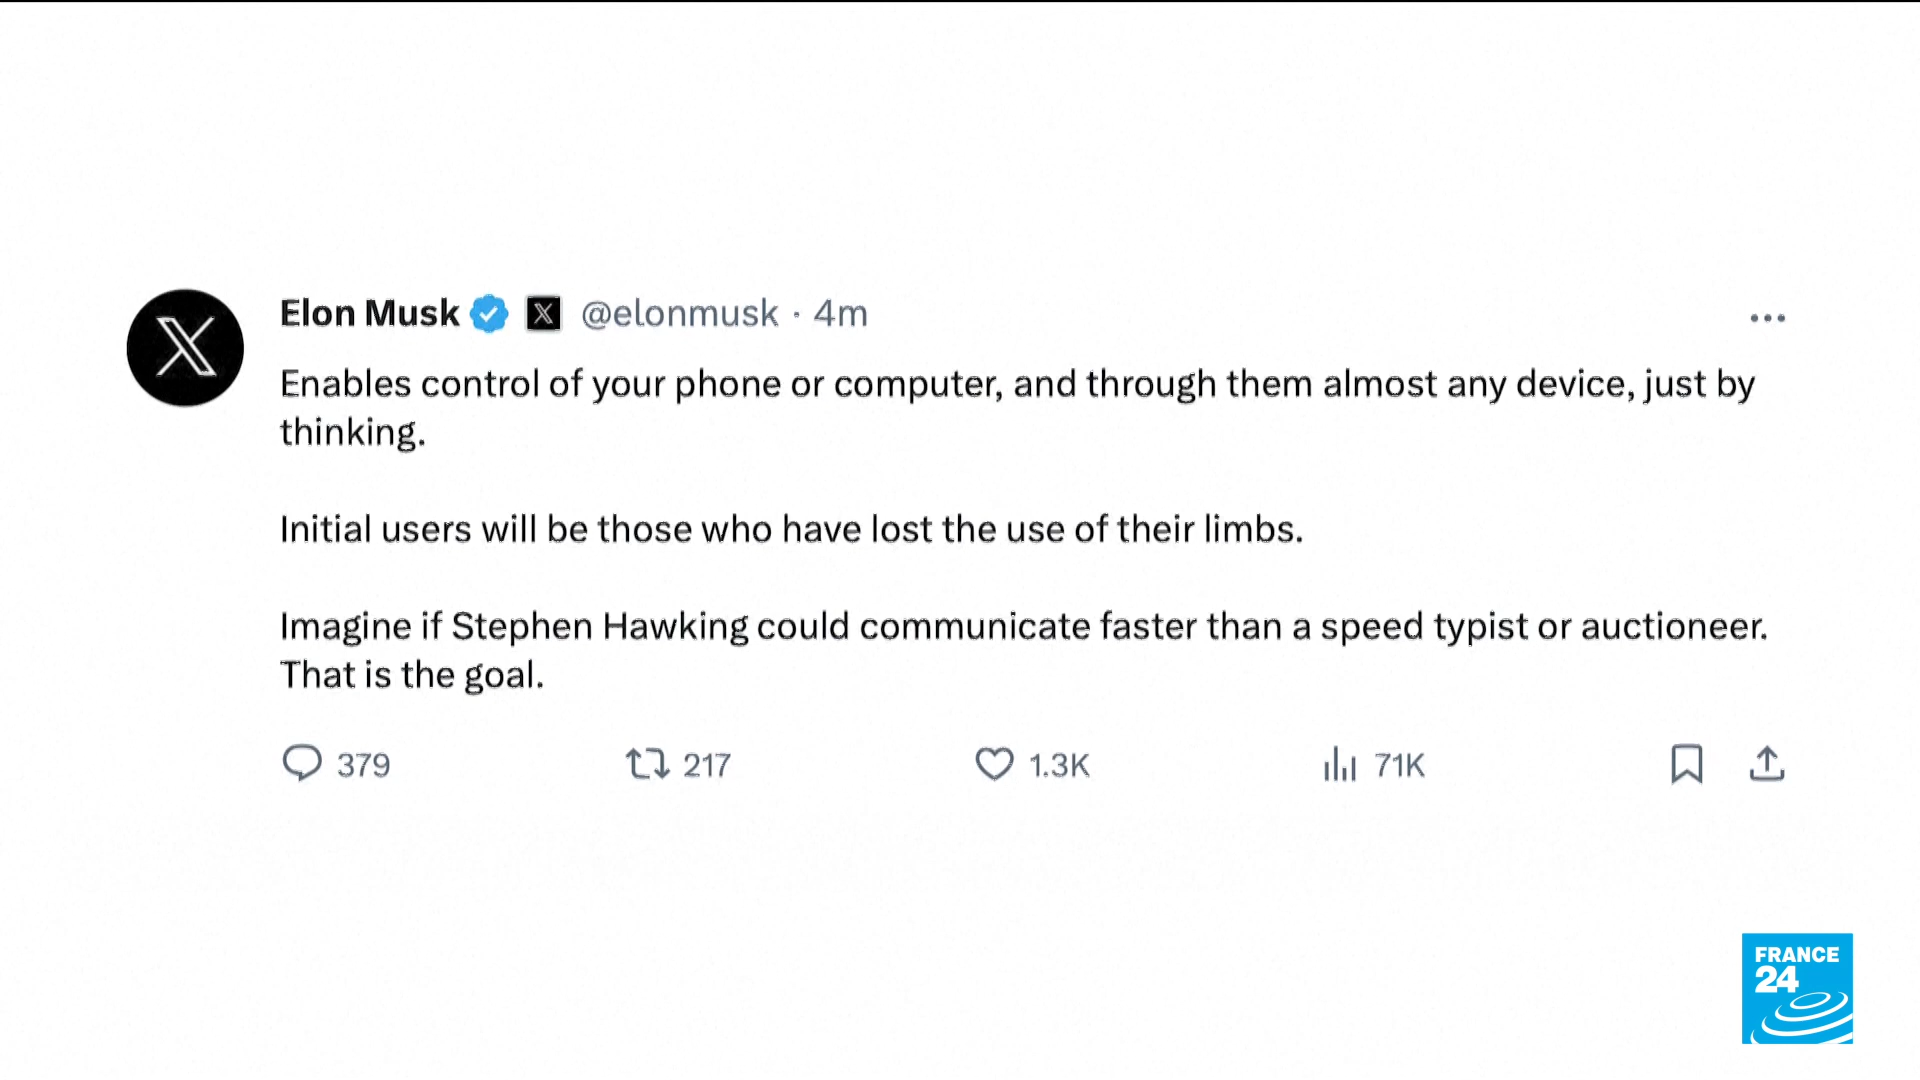 Elon Musk @elonmusk · 4m
Enables control of your phone or computer, and through them almost any device, just by
thinking.
Initial users will be those who have lost the use of their limbs.
Imagine if Stephen Hawking could communicate faster than a speed typist or auctioneer.
That is the goal.
379 217 1.3K 71K
FRANCE
24